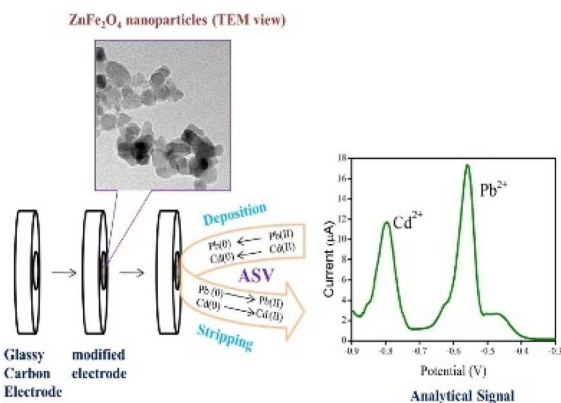 ZnFe₂O₄ nanoparticles (TEM view)
Deposition
Pb(0) ← Pb(II)
Cd(0) ← Cd(II)
ASV
Pb (0) → Pb(II)
Cd(0) → Cd(II)
Stripping
Glassy
Carbon
Electrode
modified
electrode
18
16
14
12
10
8
6
4
2
0
Current(μA)
Cd²⁺
Pb²⁺
-0.9 -0.8 -0.7 -0.6 -0.5 -0.4 -0.3
Potential (V)
Analytical Signal